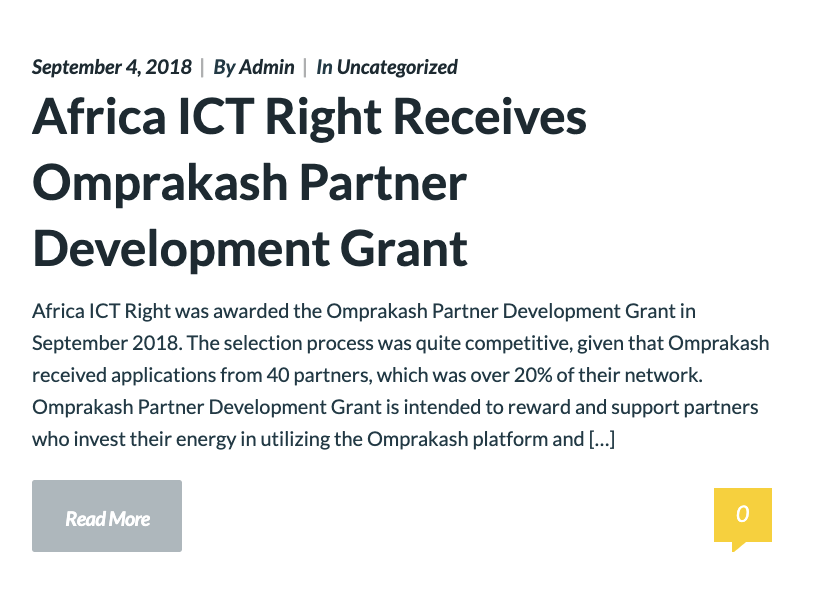 September 4, 2018 | By Admin | In Uncategorized
Africa ICT Right Receives
Omprakash Partner
Development Grant
Africa ICT Right was awarded the Omprakash Partner Development Grant in
September 2018. The selection process was quite competitive, given that Omprakash
received applications from 40 partners, which was over 20% of their network.
Omprakash Partner Development Grant is intended to reward and support partners
who invest their energy in utilizing the Omprakash platform and [...]
Read More
0